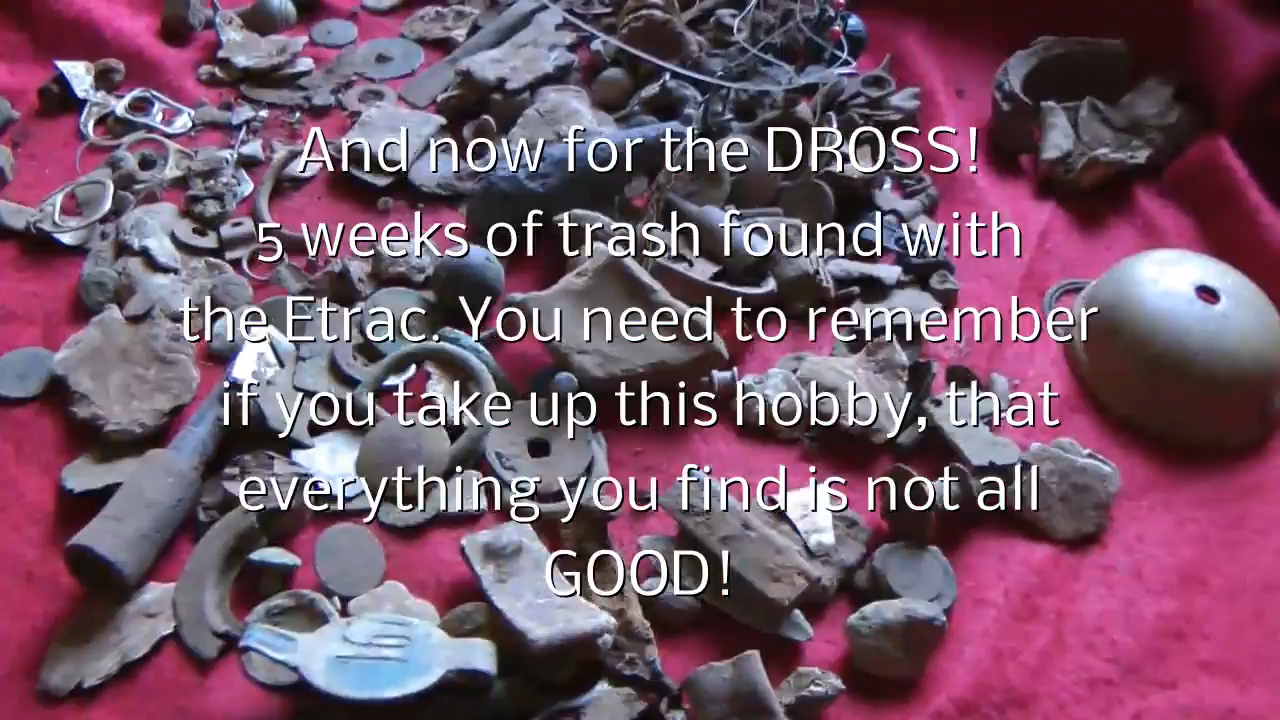 And now for the DROSS!
5 weeks of trash found with
the Etrac. You need to remember
if you take up this hobby, that
everything you find is not all
GOOD!